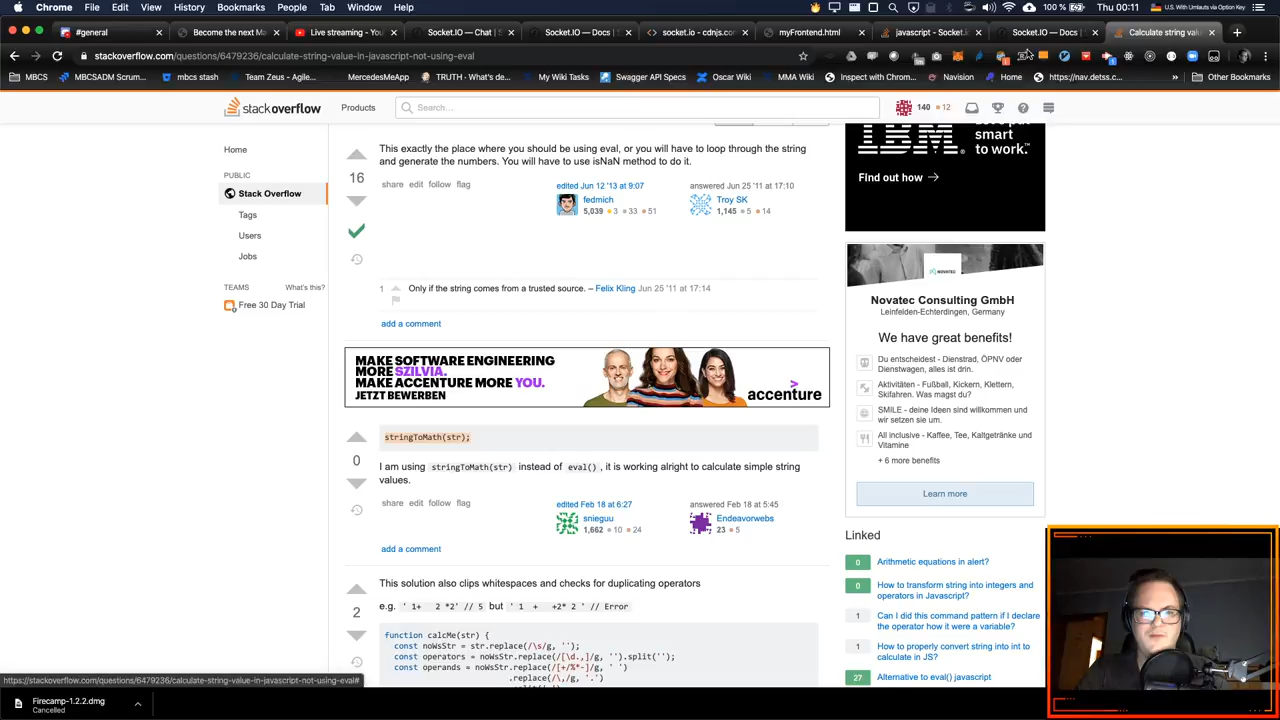 Chrome File Edit View History Bookmarks People Tab Window Help
100 % Thu 00:11 U.S. With Umlauts via Option Key
#general
Become the next M
Live streaming - You
Socket.IO — Chat | S
Socket.IO — Docs | S
socket.io - cdnjs.com
myFrontend.html
javascript - Socket.
Socket.IO — Docs |
Calculate string valu
stackoverflow.com/questions/6479236/calculate-string-value-in-javascript-not-using-eval
MBCS MBCSADM Scrum... mbcs stash Team Zeus - Agile... MercedesApp TRUTH - What's de... My Wiki Tasks Swagger API Specs Oscar Wiki MMA Wiki Inspect with Chrom... Navision Honos https://nav.detss.c... » Other Bookmarks
stackoverflow Products Search... 140 12
Home
PUBLIC
Stack Overflow
Tags
Users
Jobs
TEAMS What's this?
Free 30 Day Trial
This exactly the place where you should be using eval, or you will have to loop through the string
and generate the numbers. You will have to use isNaN method to do it.
16
share edit follow flag
edited Jun 12 '13 at 9:07
fedmich
5,039 3 33 51
answered Jun 25 '11 at 17:10
Troy SK
1,145 5 14
1 Only if the string comes from a trusted source. – Felix Kling Jun 25 '11 at 17:14
add a comment
MAKE SOFTWARE ENGINEERING
MORE SZILVIA.
MAKE ACCENTURE MORE YOU.
JETZT BEWERBEN
accenture
stringToMath(str);
0
I am using stringToMath(str) instead of eval(), it is working alright to calculate simple string
values.
share edit follow flag
edited Feb 18 at 6:27
snieguu
1,662 10 24
answered Feb 18 at 5:45
Endeavorwebs
23 5
add a comment
This solution also clips whitespaces and checks for duplicating operators
2
e.g. ' 1+   2 *2' // 5 but ' 1  +  +2* 2 ' // Error
function calcMe(str) {
const noWsStr = str.replace(/\s/g, '');
const operators = noWsStr.replace(/[\d.,]/g, '').split('');
const operands = noWsStr.replace(/[+/%*-]/g, ' ')
.replace(/\,/g, '.')
smart
to work.
IBM
Find out how →
NOVATEC
Novatec Consulting GmbH
Leinfelden-Echterdingen, Germany
We have great benefits!
Du entscheidest - Dienstrad, ÖPNV oder
Dienstwagen, alles ist drin.
Aktivitäten - Fußball, Kickern, Klettern,
Skifahren. Was magst du?
SMILE - deine Ideen sind willkommen und
wir setzen sie um.
All inclusive - Kaffee, Tee, Kaltgetränke und
Vitamine
+ 6 more benefits
Learn more
Linked
0 Arithmetic equations in alert?
0 How to transform string into integers and
operators in Javascript?
1 Can I did this command pattern if I declare
the operator how it were a variable?
1 How to properly convert string into int to
calculate in JS?
27 Alternative to eval() javascript
https://stackoverflow.com/questions/6479236/calculate-string-value-in-javascript-not-using-eval#
Firecamp-1.2.2.dmg
Cancelled